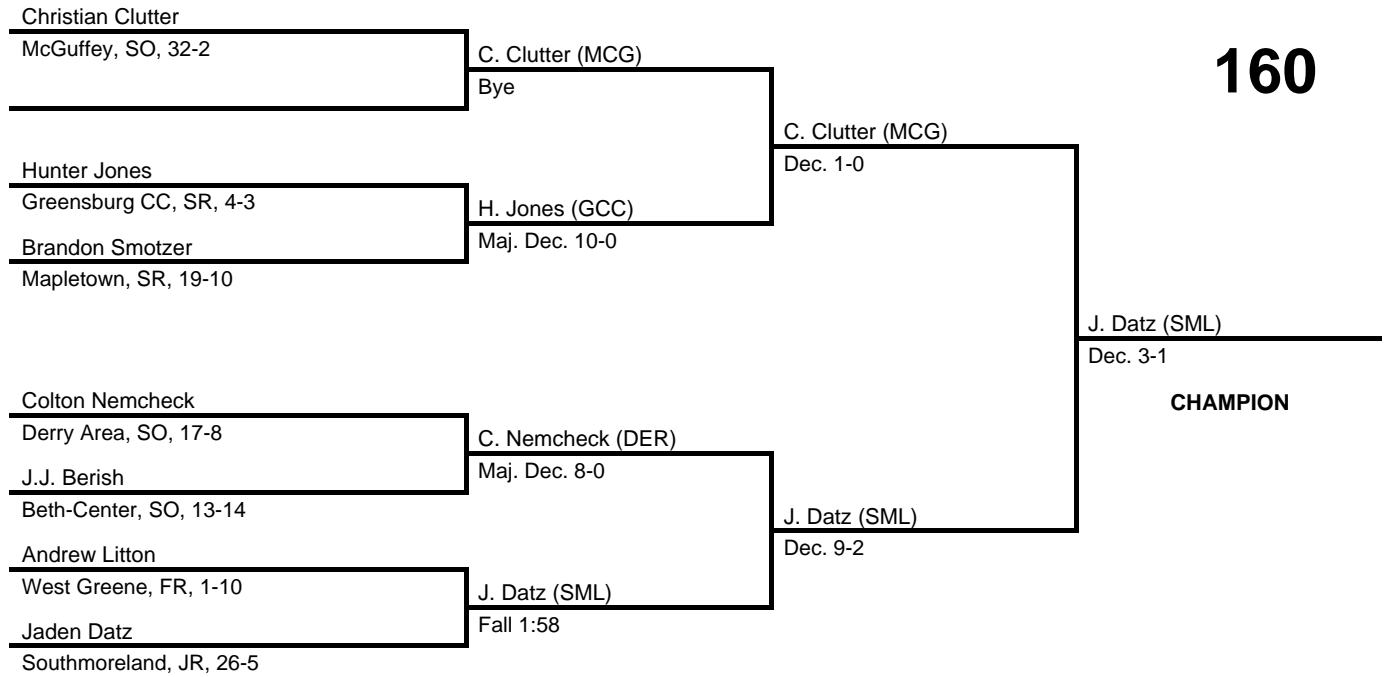 Christian Clutter
McGuffey, SO, 32-2
C. Clutter (MCG)
Bye
160
C. Clutter (MCG)
Dec. 1-0
Hunter Jones
Greensburg CC, SR, 4-3
H. Jones (GCC)
Maj. Dec. 10-0
Brandon Smotzer
Mapletown, SR, 19-10
J. Datz (SML)
Dec. 3-1
CHAMPION
Colton Nemcheck
Derry Area, SO, 17-8
C. Nemcheck (DER)
Maj. Dec. 8-0
J.J. Berish
Beth-Center, SO, 13-14
J. Datz (SML)
Dec. 9-2
Andrew Litton
West Greene, FR, 1-10
J. Datz (SML)
Fall 1:58
Jaden Datz
Southmoreland, JR, 26-5